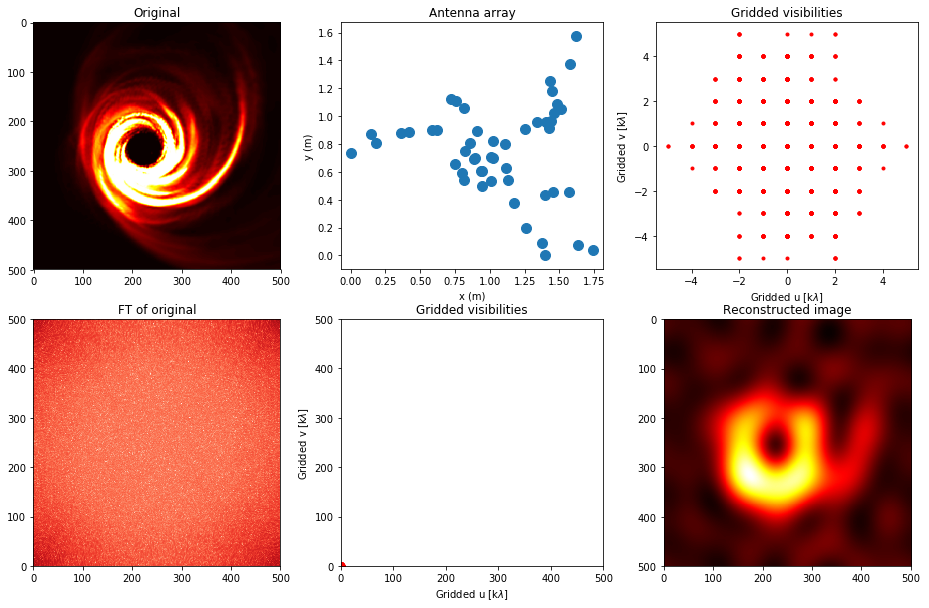 Original
0
100
200
300
400
500
0 100 200 300 400 500
Antenna array
y (m)
1.6
1.4
1.2
1.0
0.8
0.6
0.4
0.2
0.0
0.00 0.25 0.50 0.75 1.00 1.25 1.50 1.75
x (m)
Gridded visibilities
Gridded v [kλ]
4
2
0
−2
−4
−4 −2 0 2 4
Gridded u [kλ]
FT of original
500
400
300
200
100
0
0 100 200 300 400 500
Gridded visibilities
Gridded v [kλ]
500
400
300
200
100
0
0 100 200 300 400 500
Gridded u [kλ]
Reconstructed image
0
100
200
300
400
500
0 100 200 300 400 500